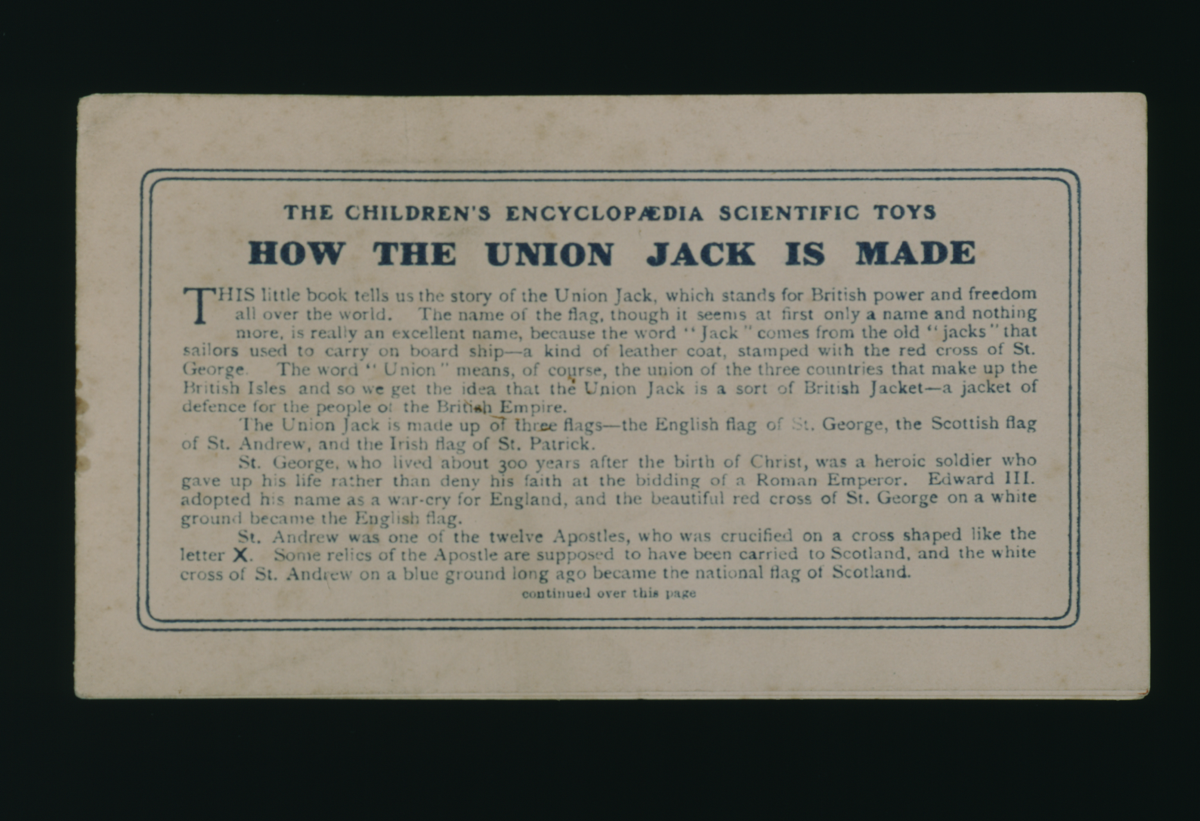 THE CHILDREN'S ENCYCLOPÆDIA SCIENTIFIC TOYS
HOW THE UNION JACK IS MADE
THIS little book tells us the story of the Union Jack, which stands for British power and freedom
all over the world. The name of the flag, though it seems at first only a name and nothing
more, is really an excellent name, because the word "Jack" comes from the old "jacks" that
sailors used to carry on board ship—a kind of leather coat, stamped with the red cross of St.
George. The word "Union" means, of course, the union of the three countries that make up the
British Isles and so we get the idea that the Union Jack is a sort of British Jacket—a jacket of
defence for the people of the British Empire.
The Union Jack is made up of three flags—the English flag of St. George, the Scottish flag
of St. Andrew, and the Irish flag of St. Patrick.
St. George, who lived about 300 years after the birth of Christ, was a heroic soldier who
gave up his life rather than deny his faith at the bidding of a Roman Emperor. Edward III.
adopted his name as a war-cry for England, and the beautiful red cross of St. George on a white
ground became the English flag.
St. Andrew was one of the twelve Apostles, who was crucified on a cross shaped like the
letter X. Some relics of the Apostle are supposed to have been carried to Scotland, and the white
cross of St. Andrew on a blue ground long ago became the national flag of Scotland.
continued over this page